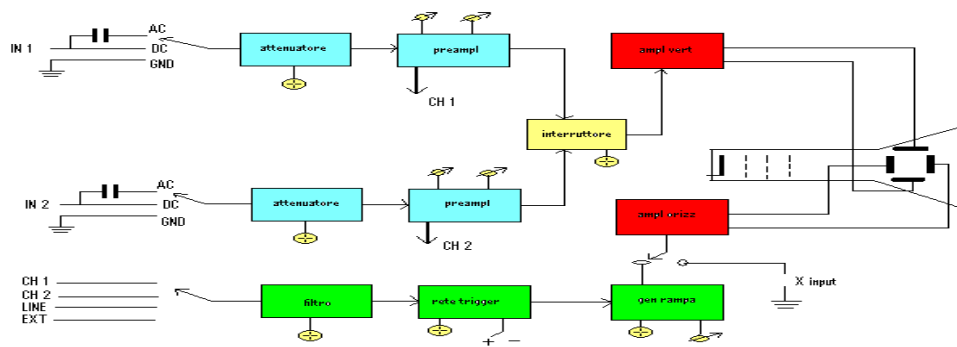 AC
IN 1
DC
GND
attenuatore
preampl
CH 1
ampl vert
interruttore
AC
IN 2
DC
GND
attenuatore
preampl
CH 2
ampl orizz
X input
CH 1
CH 2
LINE
EXT
filtro
rete trigger
+ -
gen rampa